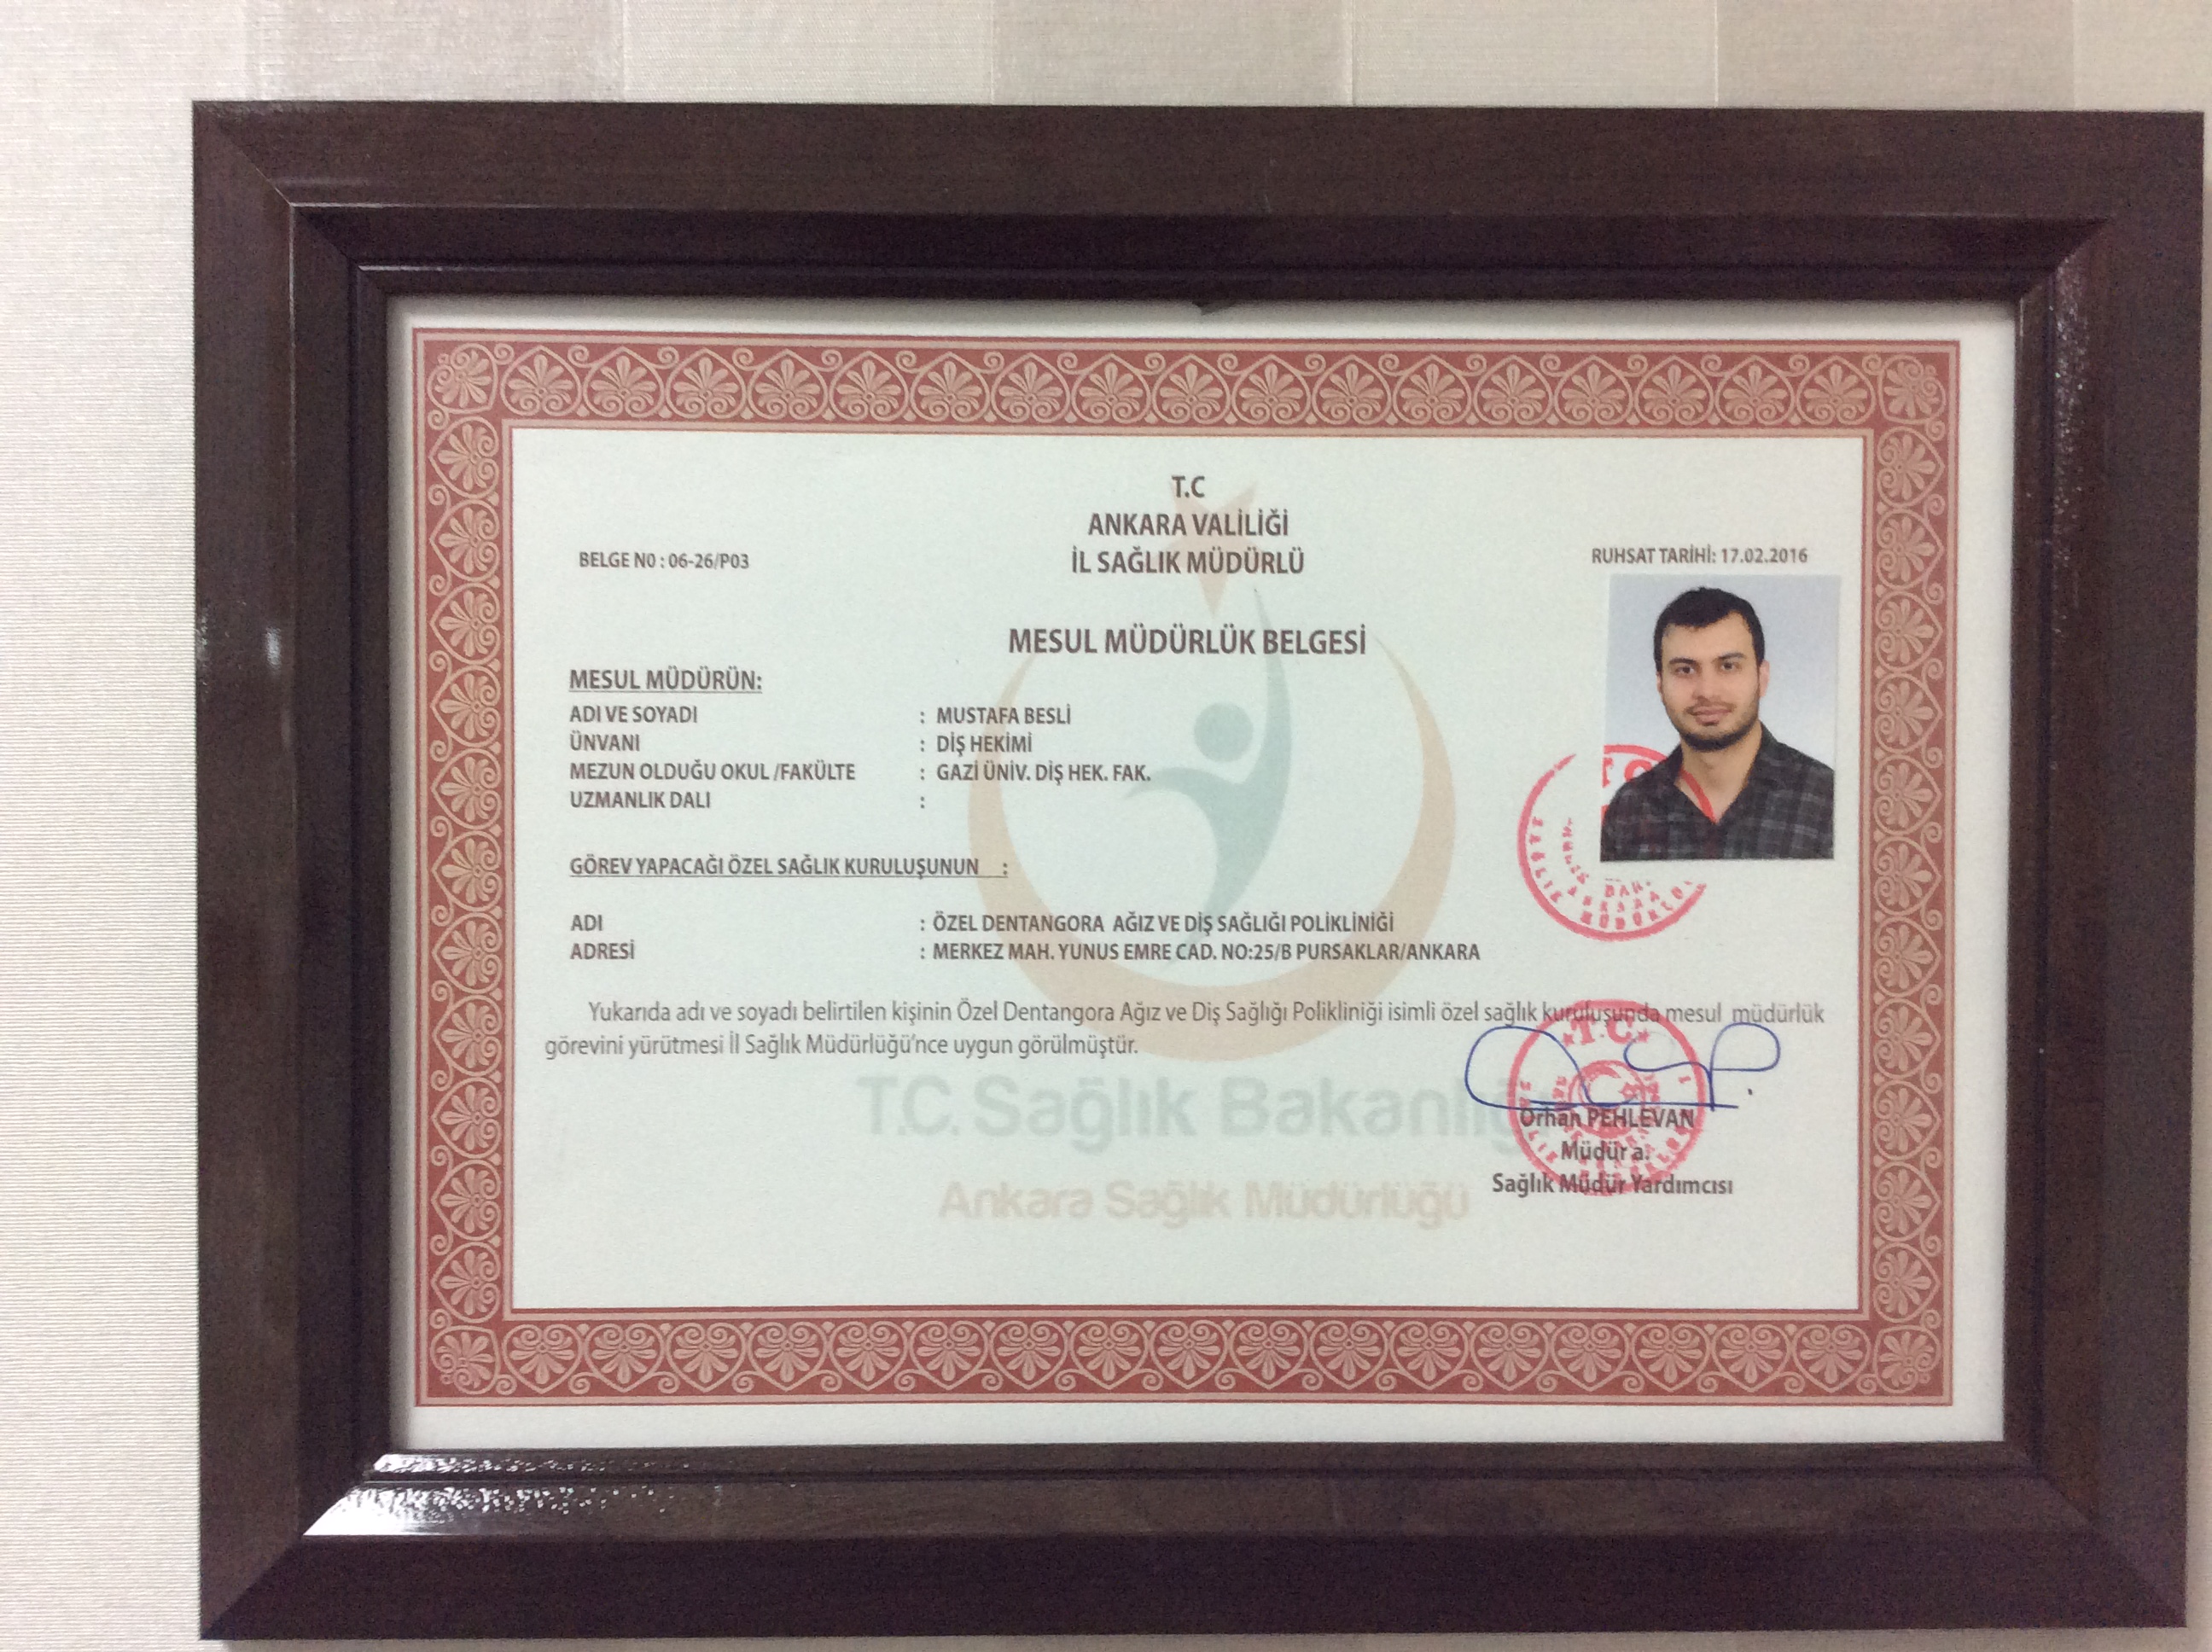 T.C
ANKARA VALİLİĞİ
İL SAĞLIK MÜDÜRLÜ
BELGE N0 : 06-26/P03
RUHSAT TARİHİ: 17.02.2016
MESUL MÜDÜRLÜK BELGESİ
MESUL MÜDÜRÜN:
ADI VE SOYADI : MUSTAFA BESLİ
ÜNVANI : DİŞ HEKİMİ
MEZUN OLDUĞU OKUL /FAKÜLTE : GAZİ ÜNİV. DİŞ HEK. FAK.
UZMANLIK DALI :
GÖREV YAPACAĞI ÖZEL SAĞLIK KURULUŞUNUN :
ADI : ÖZEL DENTANGORA AĞIZ VE DİŞ SAĞLIĞI POLİKLİNİĞİ
ADRESİ : MERKEZ MAH. YUNUS EMRE CAD. NO:25/B PURSAKLAR/ANKARA
Yukarıda adı ve soyadı belirtilen kişinin Özel Dentangora Ağız ve Diş Sağlığı Polikliniği isimli özel sağlık kuruluşunda mesul müdürlük
görevini yürütmesi İl Sağlık Müdürlüğü'nce uygun görülmüştür.
T.C.
T.C. Sağlık Bakanlığı
Orhan PEHLEVAN
Müdür a.
Sağlık Müdür Yardımcısı
Ankara Sağlık Müdürlüğü